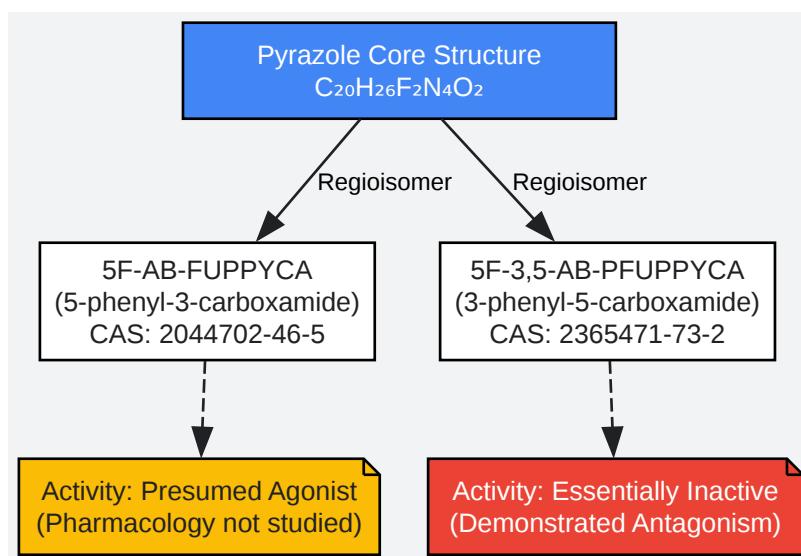 Pyrazole Core Structure
C₂₀H₂₆F₂N₄O₂
Regioisomer
Regioisomer
5F-AB-FUPPYCA
(5-phenyl-3-carboxamide)
CAS: 2044702-46-5
5F-3,5-AB-PFUPPYCA
(3-phenyl-5-carboxamide)
CAS: 2365471-73-2
Activity: Presumed Agonist
(Pharmacology not studied)
Activity: Essentially Inactive
(Demonstrated Antagonism)